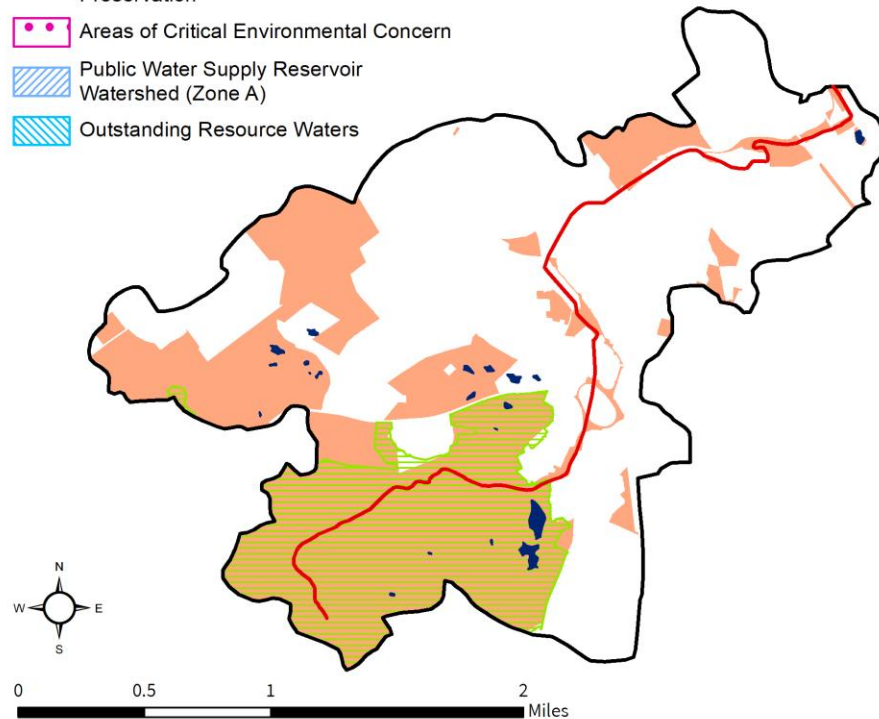 Preservation
Areas of Critical Environmental Concern
Public Water Supply Reservoir
Watershed (Zone A)
Outstanding Resource Waters
N
W E
S
0 0.5 1 2
Miles